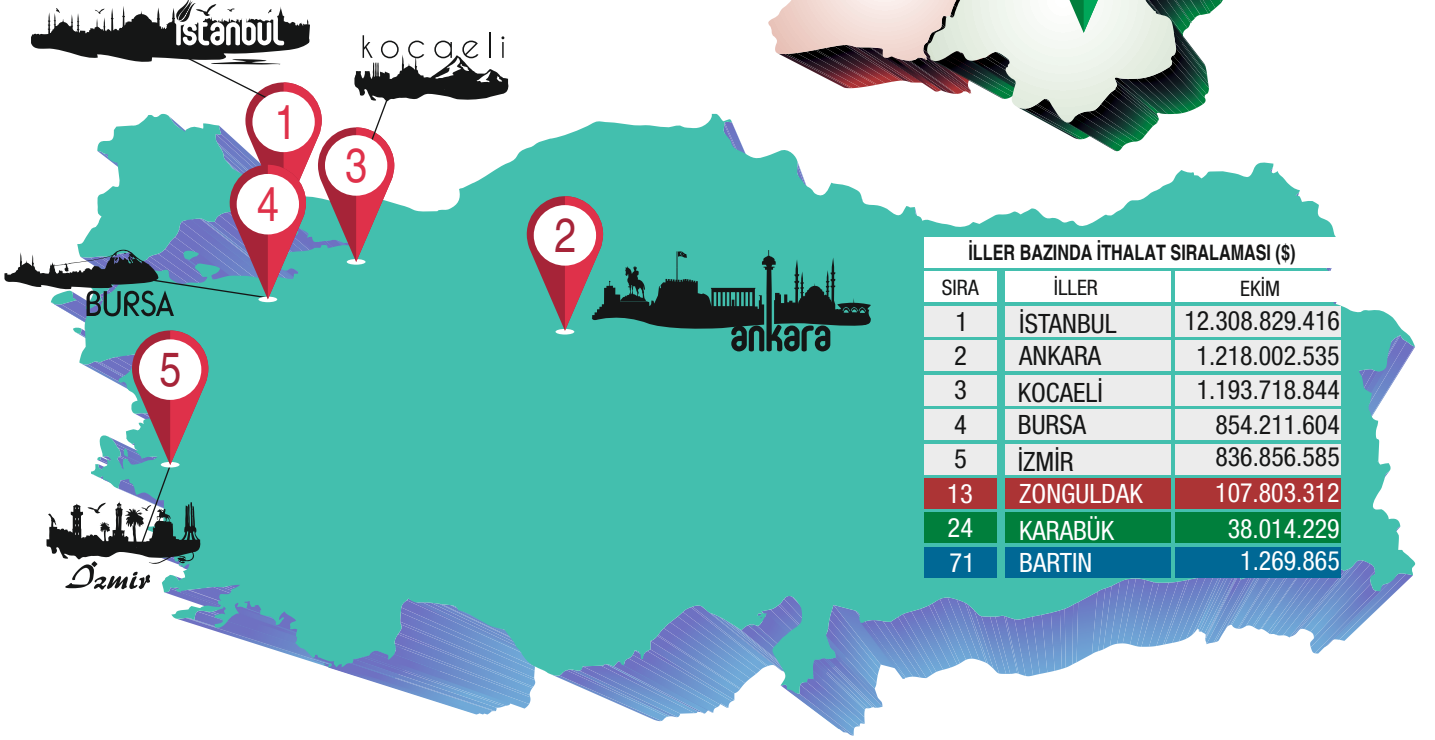 istanbul
kocaeli
1
3
4
2
BURSA
ankara
5
İzmir
İLLER BAZINDA İTHALAT SIRALAMASI ($)
SIRA İLLER EKİM
1 İSTANBUL 12.308.829.416
2 ANKARA 1.218.002.535
3 KOCAELİ 1.193.718.844
4 BURSA 854.211.604
5 İZMİR 836.856.585
13 ZONGULDAK 107.803.312
24 KARABÜK 38.014.229
71 BARTIN 1.269.865